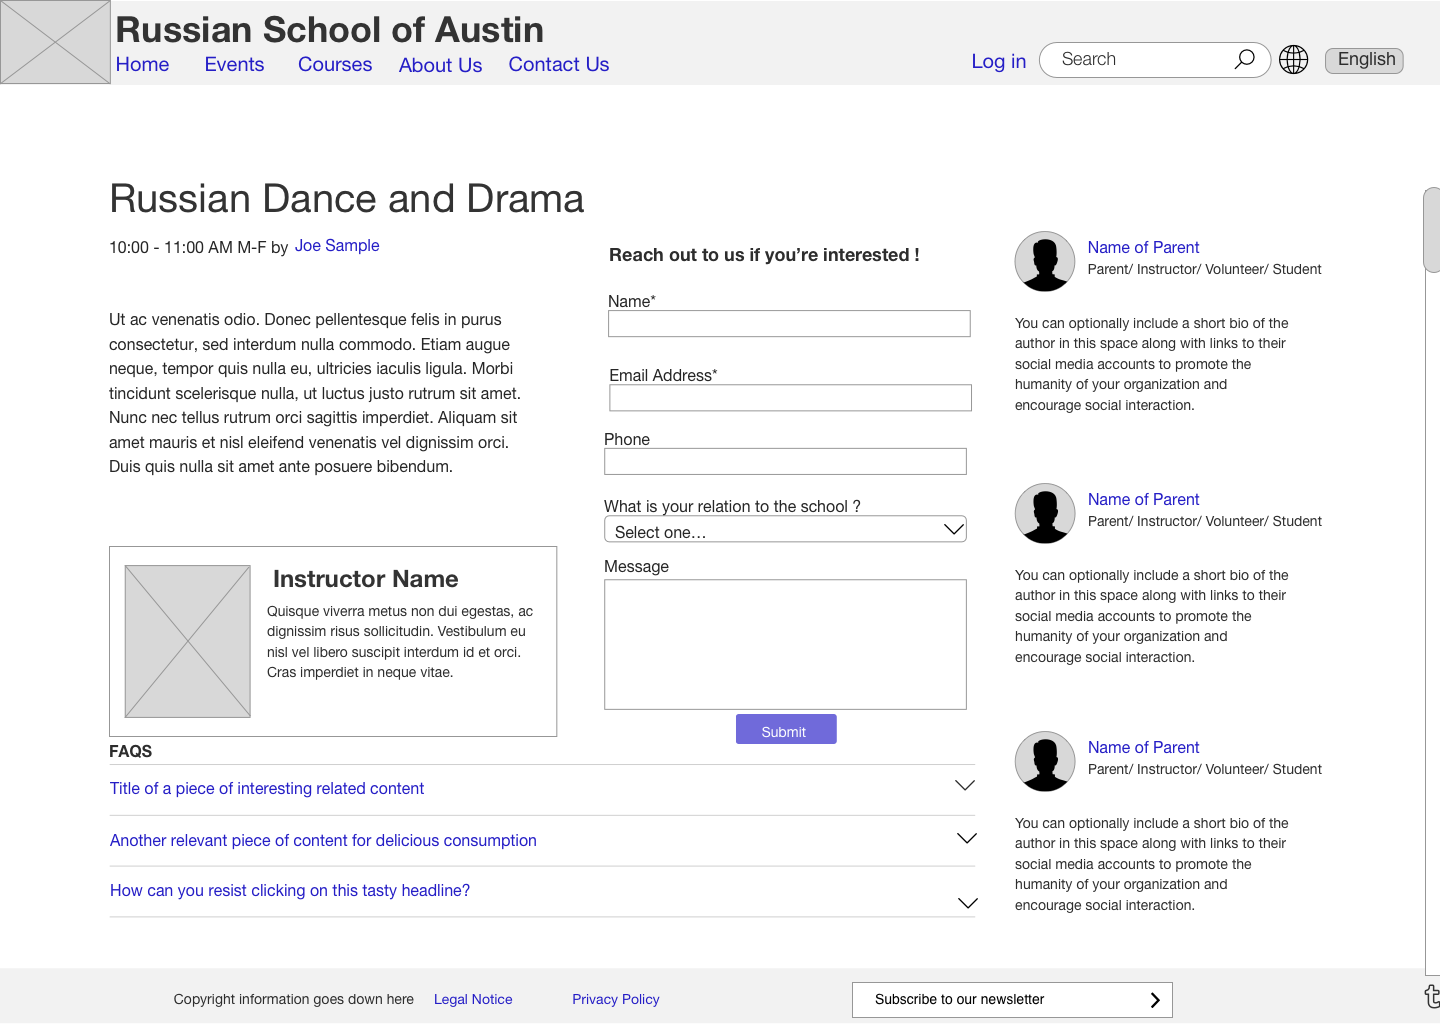 Russian School of Austin
Home Events Courses About Us Contact Us
Log in Search English
Russian Dance and Drama
10:00 - 11:00 AM M-F by Joe Sample
Ut ac venenatis odio. Donec pellentesque felis in purus
consectetur, sed interdum nulla commodo. Etiam augue
neque, tempor quis nulla eu, ultricies iaculis ligula. Morbi
tincidunt scelerisque nulla, ut luctus justo rutrum sit amet.
Nunc nec tellus rutrum orci sagittis imperdiet. Aliquam sit
amet mauris et nisl eleifend venenatis vel dignissim orci.
Duis quis nulla sit amet ante posuere bibendum.
Instructor Name
Quisque viverra metus non dui egestas, ac
dignissim risus sollicitudin. Vestibulum eu
nisl vel libero suscipit interdum id et orci.
Cras imperdiet in neque vitae.
Reach out to us if you’re interested !
Name*
Email Address*
Phone
What is your relation to the school ?
Select one...
Message
Submit
Name of Parent
Parent/ Instructor/ Volunteer/ Student
You can optionally include a short bio of the
author in this space along with links to their
social media accounts to promote the
humanity of your organization and
encourage social interaction.
Name of Parent
Parent/ Instructor/ Volunteer/ Student
You can optionally include a short bio of the
author in this space along with links to their
social media accounts to promote the
humanity of your organization and
encourage social interaction.
Name of Parent
Parent/ Instructor/ Volunteer/ Student
You can optionally include a short bio of the
author in this space along with links to their
social media accounts to promote the
humanity of your organization and
encourage social interaction.
FAQS
Title of a piece of interesting related content
Another relevant piece of content for delicious consumption
How can you resist clicking on this tasty headline?
Copyright information goes down here Legal Notice Privacy Policy Subscribe to our newsletter